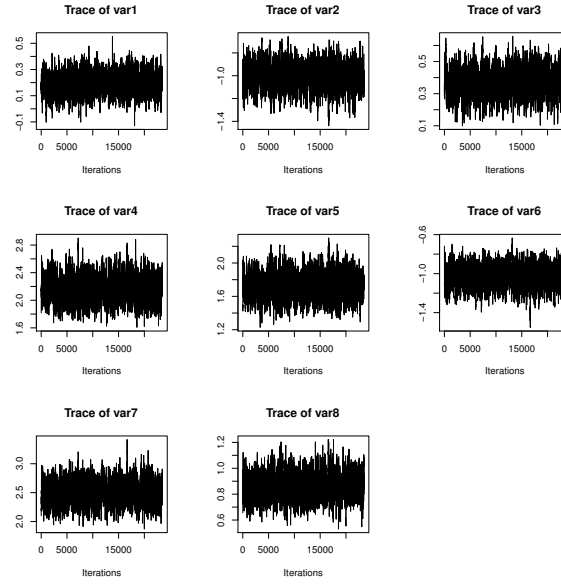 Trace of var1 Trace of var2 Trace of var3
−0.1 0.1 0.3 0.5
−1.4 −1.0
0.1 0.3 0.5
0 5000 15000
0 5000 15000
0 5000 15000
Iterations Iterations Iterations
Trace of var4 Trace of var5 Trace of var6
1.6 2.0 2.4 2.8
1.2 1.6 2.0
−1.4 −1.0 −0.6
0 5000 15000
0 5000 15000
0 5000 15000
Iterations Iterations Iterations
Trace of var7 Trace of var8
2.0 2.5 3.0
0.6 0.8 1.0 1.2
0 5000 15000
0 5000 15000
Iterations Iterations